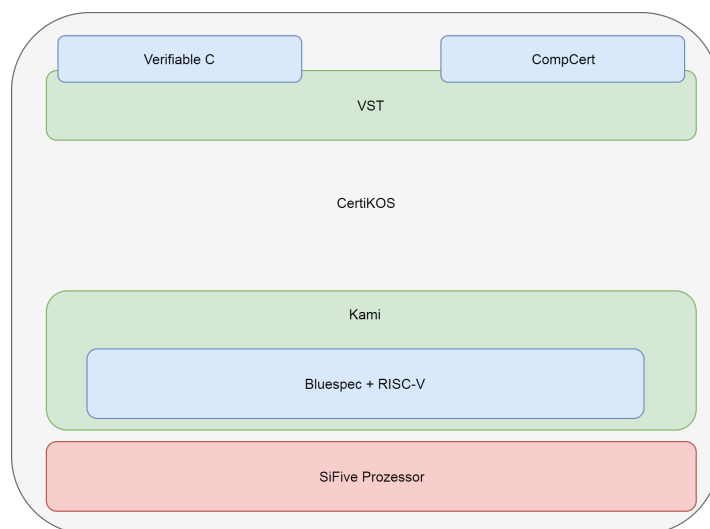 Verifiable C
CompCert
VST
CertiKOS
Kami
Bluespec + RISC-V
SiFive Prozessor